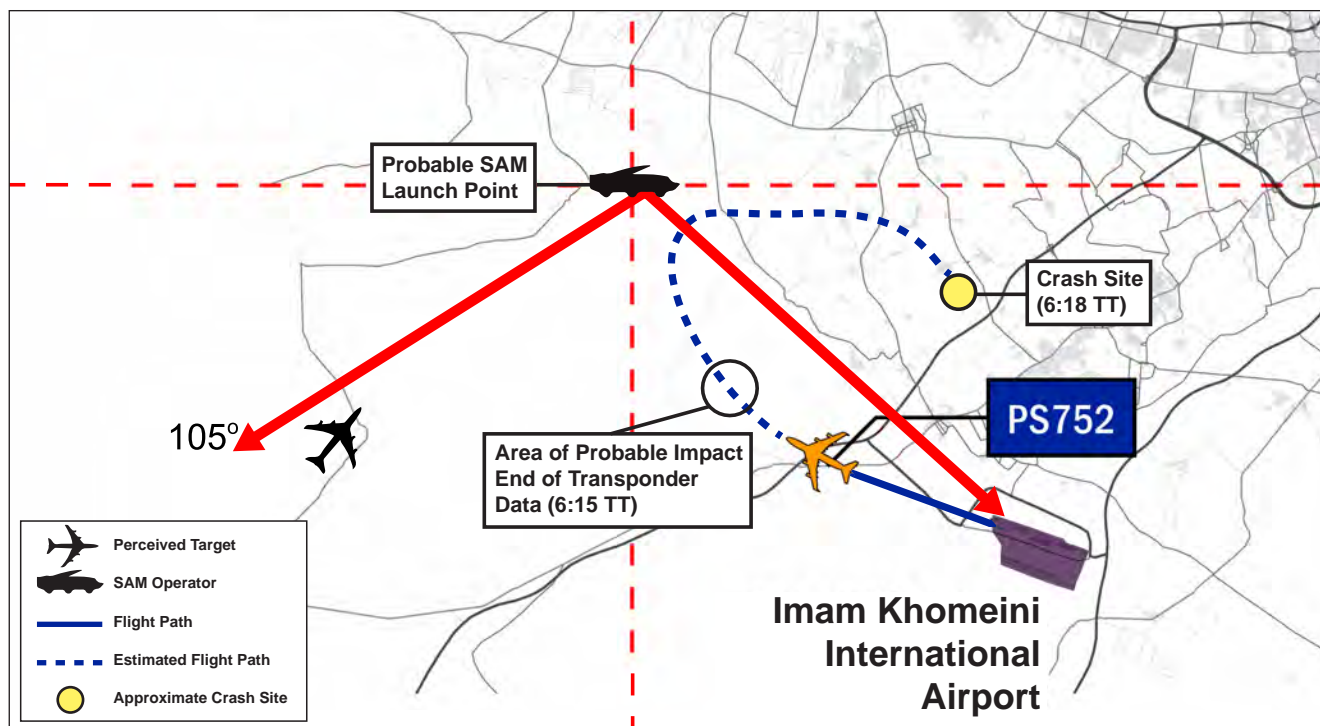 Probable SAM
Launch Point
Crash Site
(6:18 TT)
PS752
105°
Area of Probable Impact
End of Transponder
Data (6:15 TT)
Perceived Target
SAM Operator
Flight Path
Estimated Flight Path
Approximate Crash Site
Imam Khomeini
International
Airport